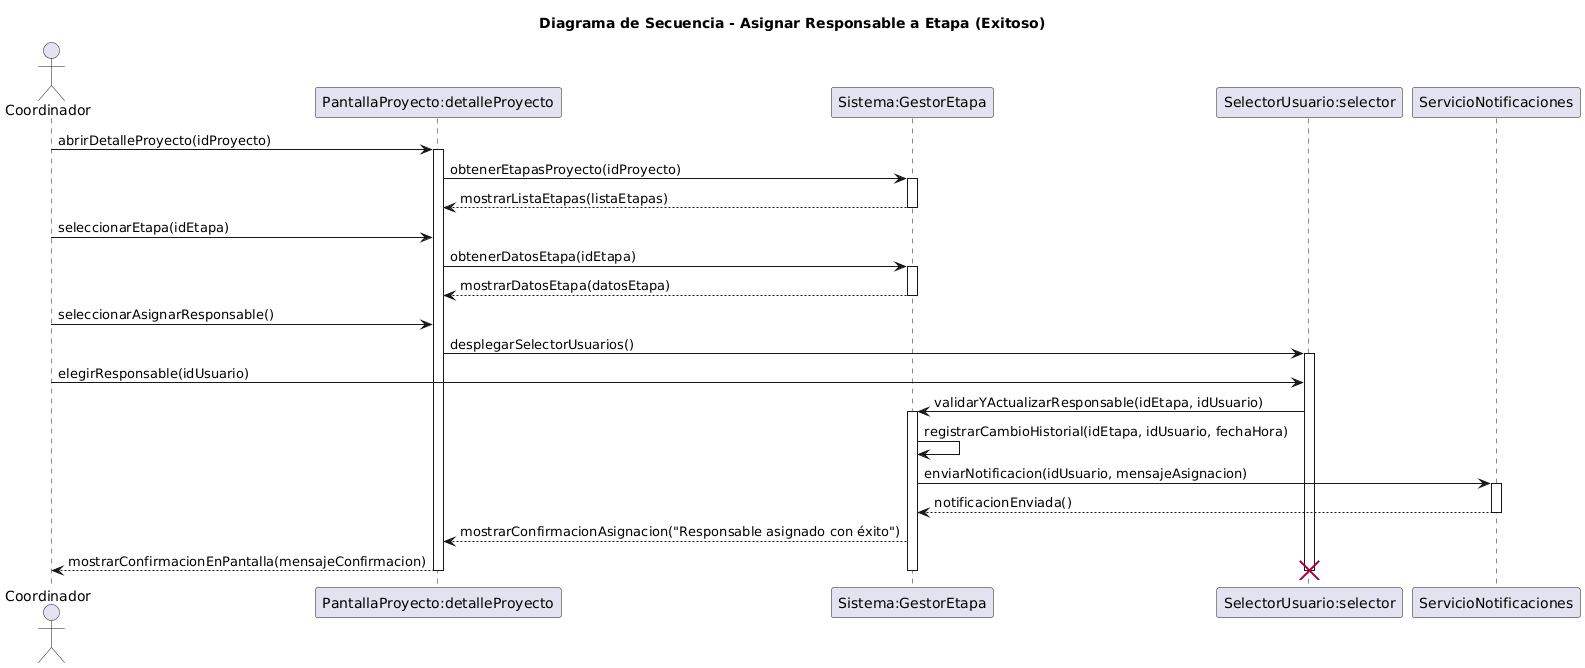 Diagrama de Secuencia - Asignar Responsable a Etapa (Exitoso)
Coordinador
PantallaProyecto:detalleProyecto
Sistema:GestorEtapa
SelectorUsuario:selector
ServicioNotificaciones
abrirDetalleProyecto(idProyecto)
obtenerEtapasProyecto(idProyecto)
mostrarListaEtapas(listaEtapas)
seleccionarEtapa(idEtapa)
obtenerDatosEtapa(idEtapa)
mostrarDatosEtapa(datosEtapa)
seleccionarAsignarResponsable()
desplegarSelectorUsuarios()
elegirResponsable(idUsuario)
validarYActualizarResponsable(idEtapa, idUsuario)
registrarCambioHistorial(idEtapa, idUsuario, fechaHora)
enviarNotificacion(idUsuario, mensajeAsignacion)
notificacionEnviada()
mostrarConfirmacionAsignacion("Responsable asignado con éxito")
mostrarConfirmacionEnPantalla(mensajeConfirmacion)
Coordinador
PantallaProyecto:detalleProyecto
Sistema:GestorEtapa
SelectorUsuario:selector
ServicioNotificaciones